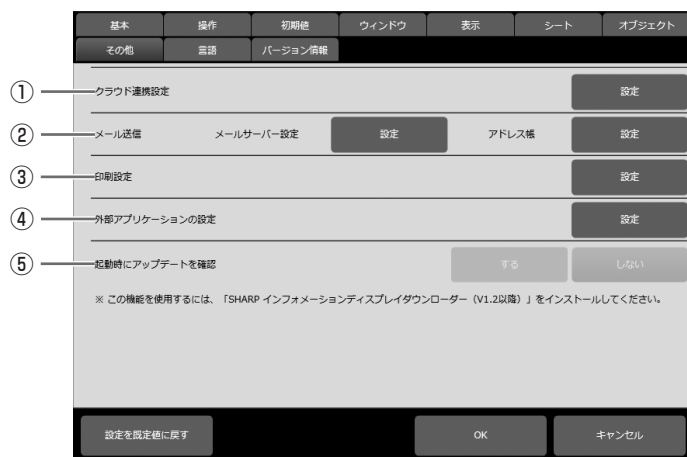 基本 操作 初期値 ウィンドウ 表示 シート オブジェクト
その他 言語 バージョン情報
① クラウド連携設定 設定
② メール送信 メールサーバー設定 設定 アドレス帳 設定
③ 印刷設定 設定
④ 外部アプリケーションの設定 設定
⑤ 起動時にアップデートを確認 する しない
※ この機能を使用するには、「SHARP インフォメーションディスプレイダウンローダー（V1.2以降）」をインストールしてください。
設定を既定値に戻す OK キャンセル